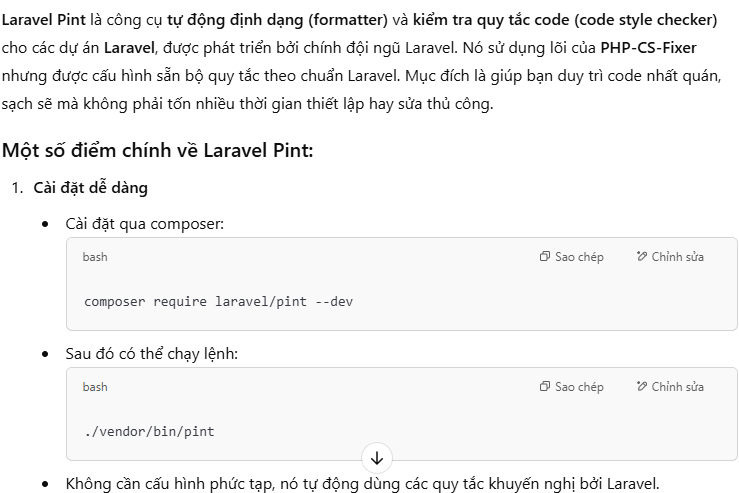 Laravel Pint là công cụ tự động định dạng (formatter) và kiểm tra quy tắc code (code style checker)
cho các dự án Laravel, được phát triển bởi chính đội ngũ Laravel. Nó sử dụng lõi của PHP-CS-Fixer
nhưng được cấu hình sẵn bộ quy tắc theo chuẩn Laravel. Mục đích là giúp bạn duy trì code nhất quán,
sạch sẽ mà không phải tốn nhiều thời gian thiết lập hay sửa thủ công.
Một số điểm chính về Laravel Pint:
1. Cài đặt dễ dàng
• Cài đặt qua composer:
bash Sao chép Chỉnh sửa
composer require laravel/pint --dev
• Sau đó có thể chạy lệnh:
bash Sao chép Chỉnh sửa
./vendor/bin/pint
• Không cần cấu hình phức tạp, nó tự động dùng các quy tắc khuyến nghị bởi Laravel.